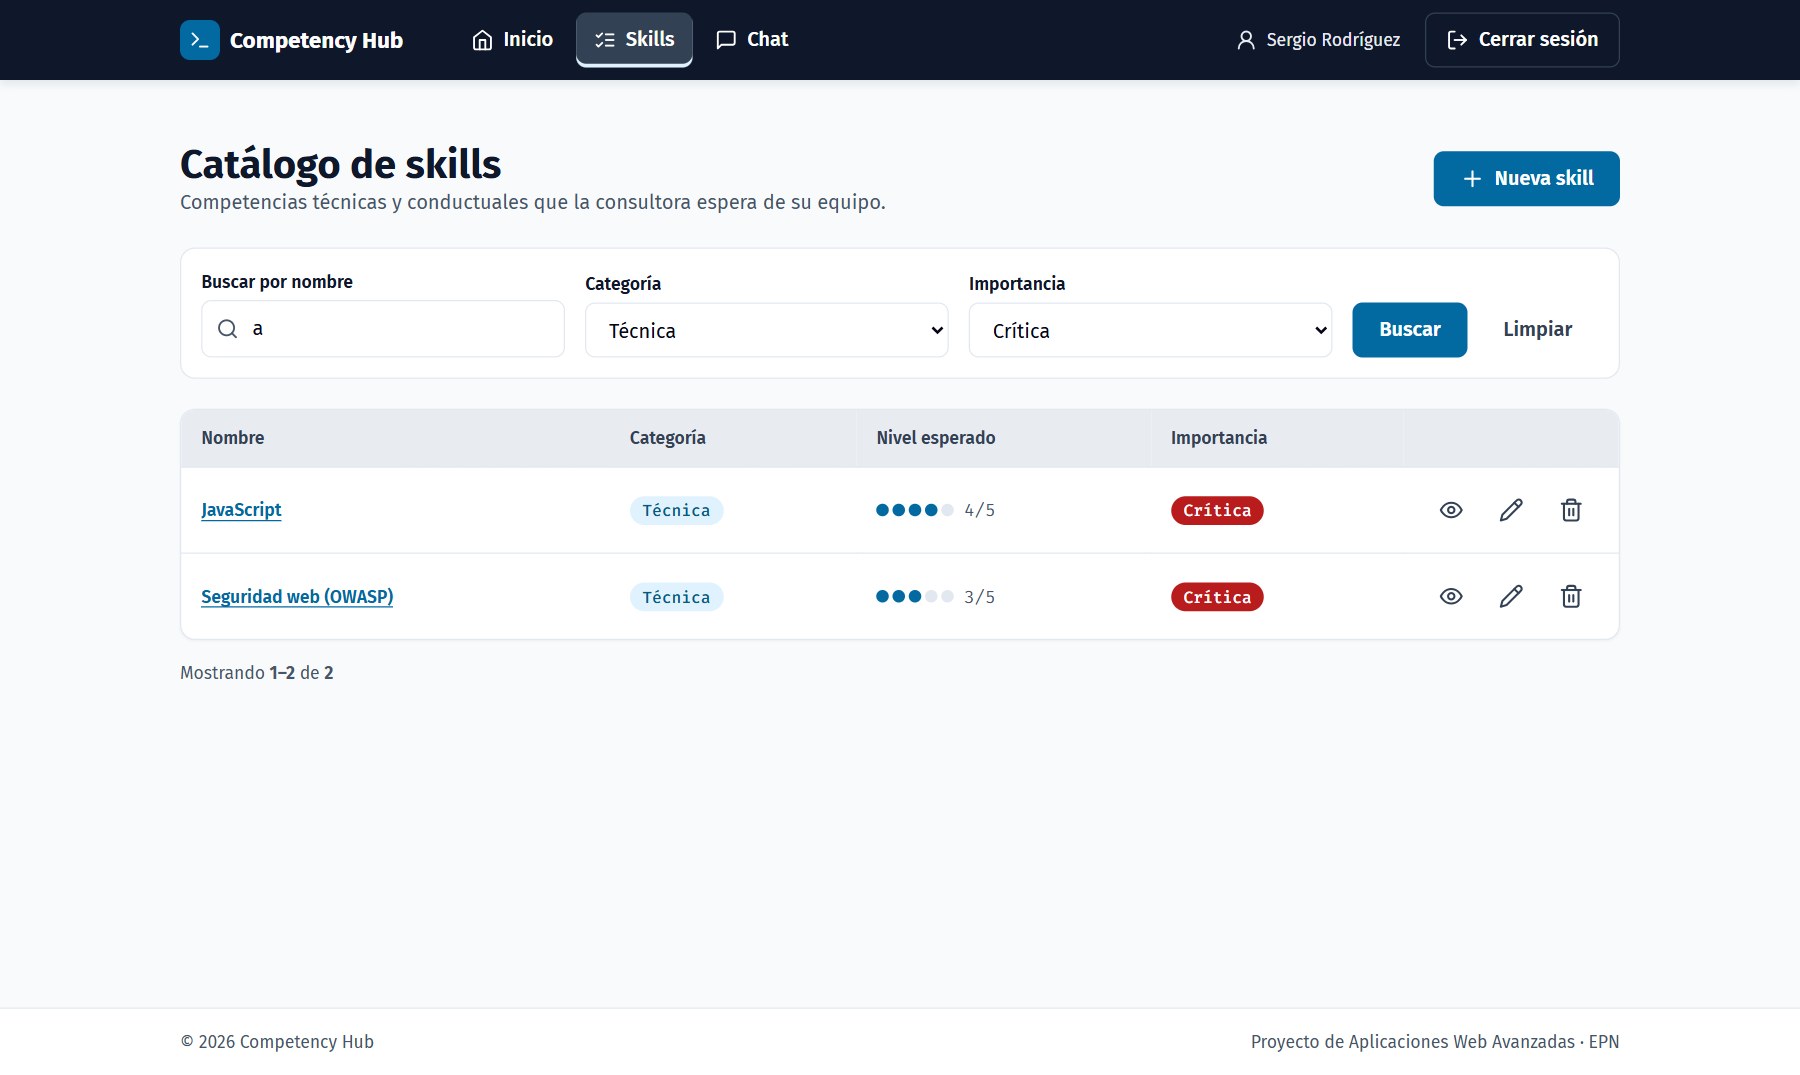 Competency Hub Inicio Skills Chat Sergio Rodríguez Cerrar sesión
Catálogo de skills
Competencias técnicas y conductuales que la consultora espera de su equipo.
Nueva skill
Buscar por nombre Categoría Importancia
a Técnica Crítica Buscar Limpiar
Nombre Categoría Nivel esperado Importancia
JavaScript Técnica 4/5 Crítica
Seguridad web (OWASP) Técnica 3/5 Crítica
Mostrando 1–2 de 2
© 2026 Competency Hub Proyecto de Aplicaciones Web Avanzadas · EPN